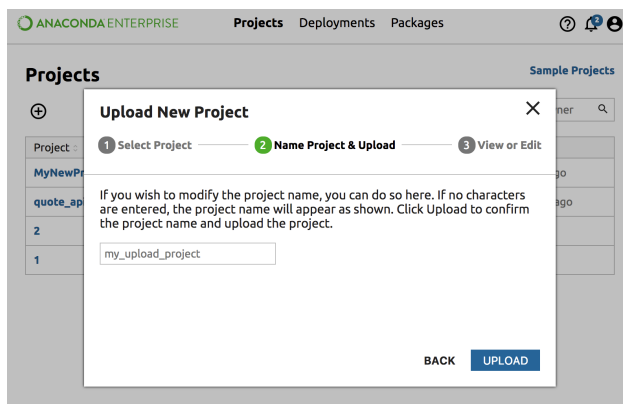 ANACONDA ENTERPRISE Projects Deployments Packages 2
Projects
Sample Projects
Upload New Project
1 Select Project 2 Name Project & Upload 3 View or Edit
Project
MyNewPr
quote_ap
ago
2
1
If you wish to modify the project name, you can do so here. If no characters
are entered, the project name will appear as shown. Click Upload to confirm
the project name and upload the project.
my_upload_project
BACK UPLOAD